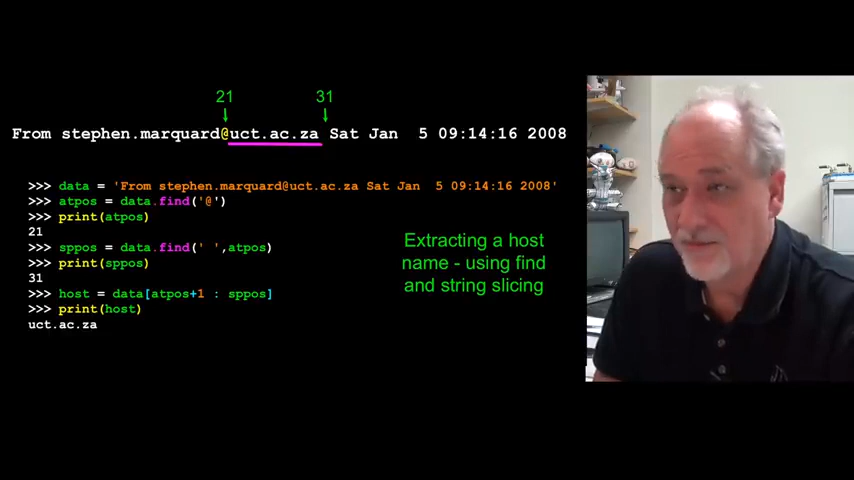 21 31
From stephen.marquard@uct.ac.za Sat Jan  5 09:14:16 2008
>>> data = 'From stephen.marquard@uct.ac.za Sat Jan  5 09:14:16 2008'
>>> atpos = data.find('@')
>>> print(atpos)
21
>>> sppos = data.find(' ',atpos)
>>> print(sppos)
31
>>> host = data[atpos+1 : sppos]
>>> print(host)
uct.ac.za
Extracting a host
name - using find
and string slicing